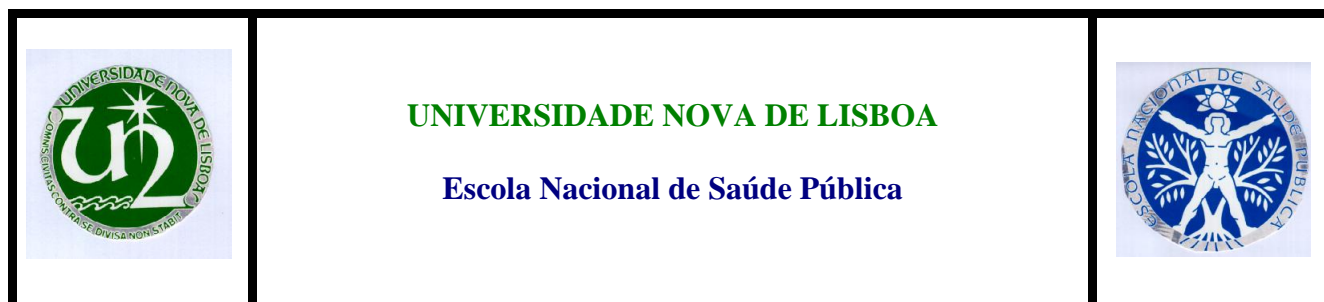 UNIVERSIDADE NOVA DE LISBOA
OMNIS CIVITAS CONTRA SE DIVISA NON STABIT
UNIVERSIDADE NOVA DE LISBOA
Escola Nacional de Saúde Pública
ESCOLA NACIONAL DE SAÚDE PÚBLICA